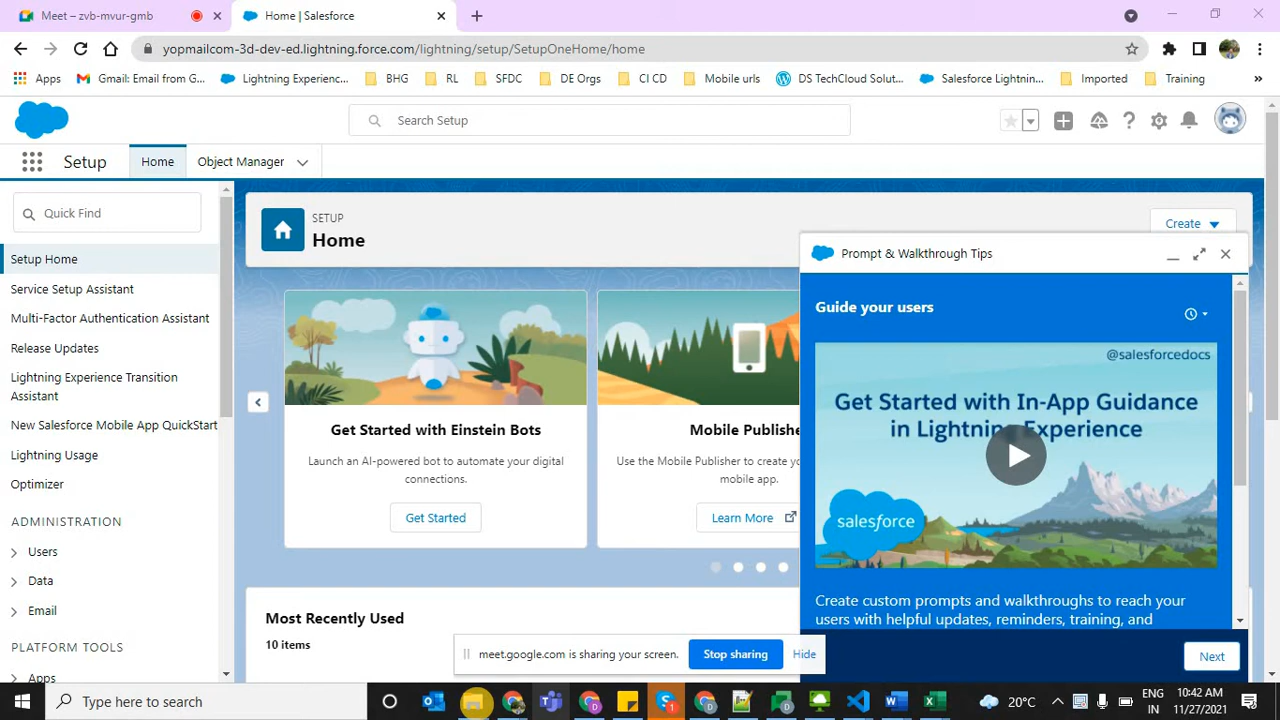 Meet – zvb-mvur-gmb
Home | Salesforce
yopmailcom-3d-dev-ed.lightning.force.com/lightning/setup/SetupOneHome/home
Apps
Gmail: Email from G...
Lightning Experienc...
BHG
RL
SFDC
DE Orgs
CI CD
Mobile urls
DS TechCloud Solut...
Salesforce Lightnin...
Imported
Training
»
Search Setup
Setup
Home
Object Manager
Quick Find
SETUP
Home
Create
Setup Home
Service Setup Assistant
Multi-Factor Authentication Assistant
Release Updates
Lightning Experience Transition
Assistant
New Salesforce Mobile App QuickStart
Lightning Usage
Optimizer
ADMINISTRATION
Users
Data
Email
PLATFORM TOOLS
Apps
Get Started with Einstein Bots
Launch an AI-powered bot to automate your digital
connections.
Get Started
Mobile Publishe
Use the Mobile Publisher to create yo
mobile app.
Learn More
Most Recently Used
10 items
Prompt & Walkthrough Tips
Guide your users
@salesforcedocs
Get Started with In-App Guidance
in Lightning Experience
salesforce
Create custom prompts and walkthroughs to reach your
users with helpful updates, reminders, training, and
Next
meet.google.com is sharing your screen.
Stop sharing
Hide
Type here to search
20°C
ENG
IN
10:42 AM
11/27/2021